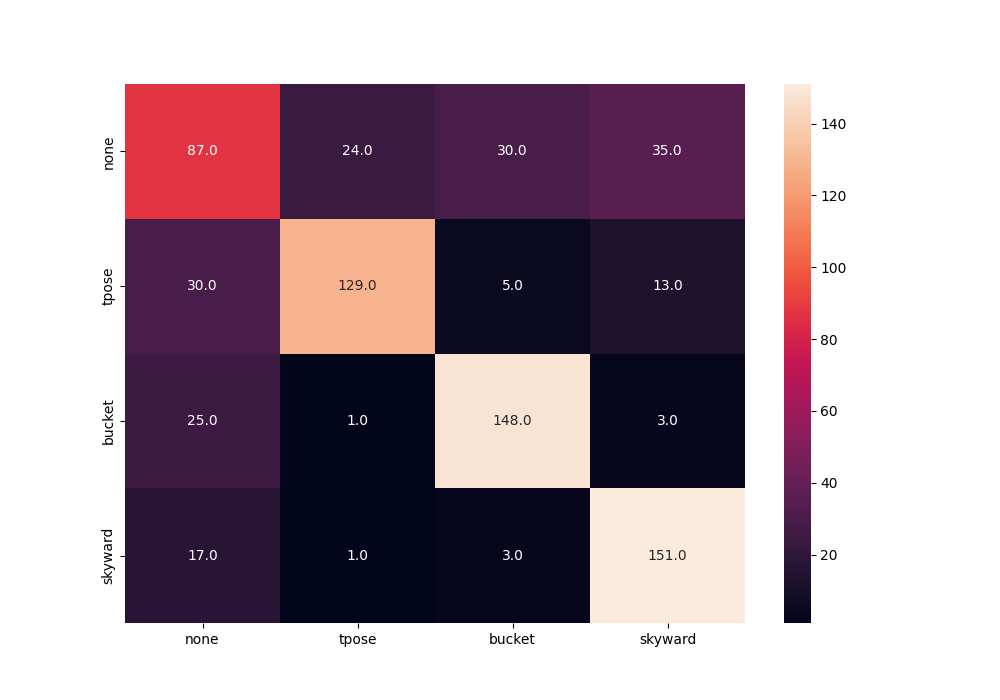 140
none 87.0 24.0 30.0 35.0
120
tpose 30.0 129.0 5.0 13.0
100
80
60
bucket 25.0 1.0 148.0 3.0
40
skyward 17.0 1.0 3.0 151.0
20
none tpose bucket skyward